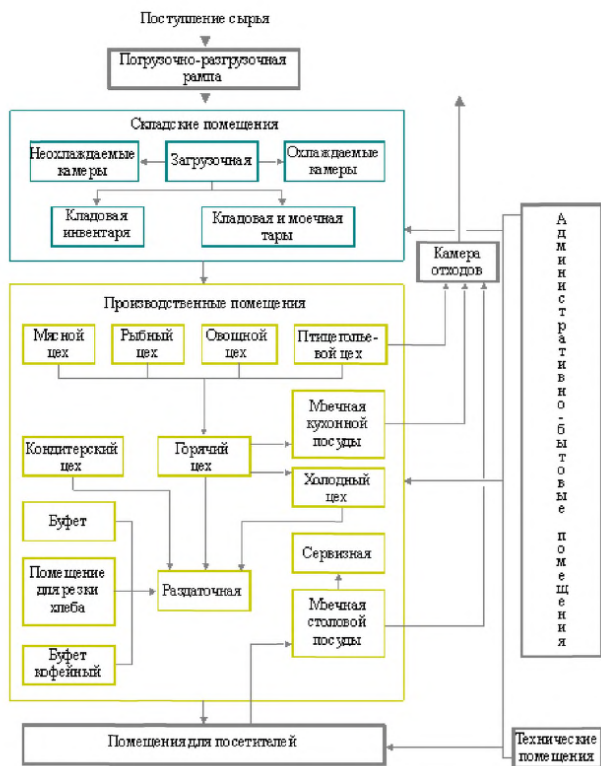 Поступление сырья
Погрузочно-разгрузочная
рампа
Складские помещения
Неохлаждаемые
камеры
Загрузочная
Охлаждаемые
камеры
Кладовая
инвентаря
Кладовая и моечная
тары
Камера
отходов
Административно-бытовые помещения
Производственные помещения
Мясной
цех
Рыбный
цех
Овощной
цех
Птицеголье-
вой цех
Моечная
кухонной
посуды
Кондитерский
цех
Горячий
цех
Холодный
цех
Буфет
Сервизная
Помещение
для резки
хлеба
Раздаточная
Моечная
столовой
посуды
Буфет
кофейный
Помещения для посетителей
Технические
помещения